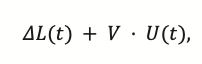 ΔL(t) + V · U(t),